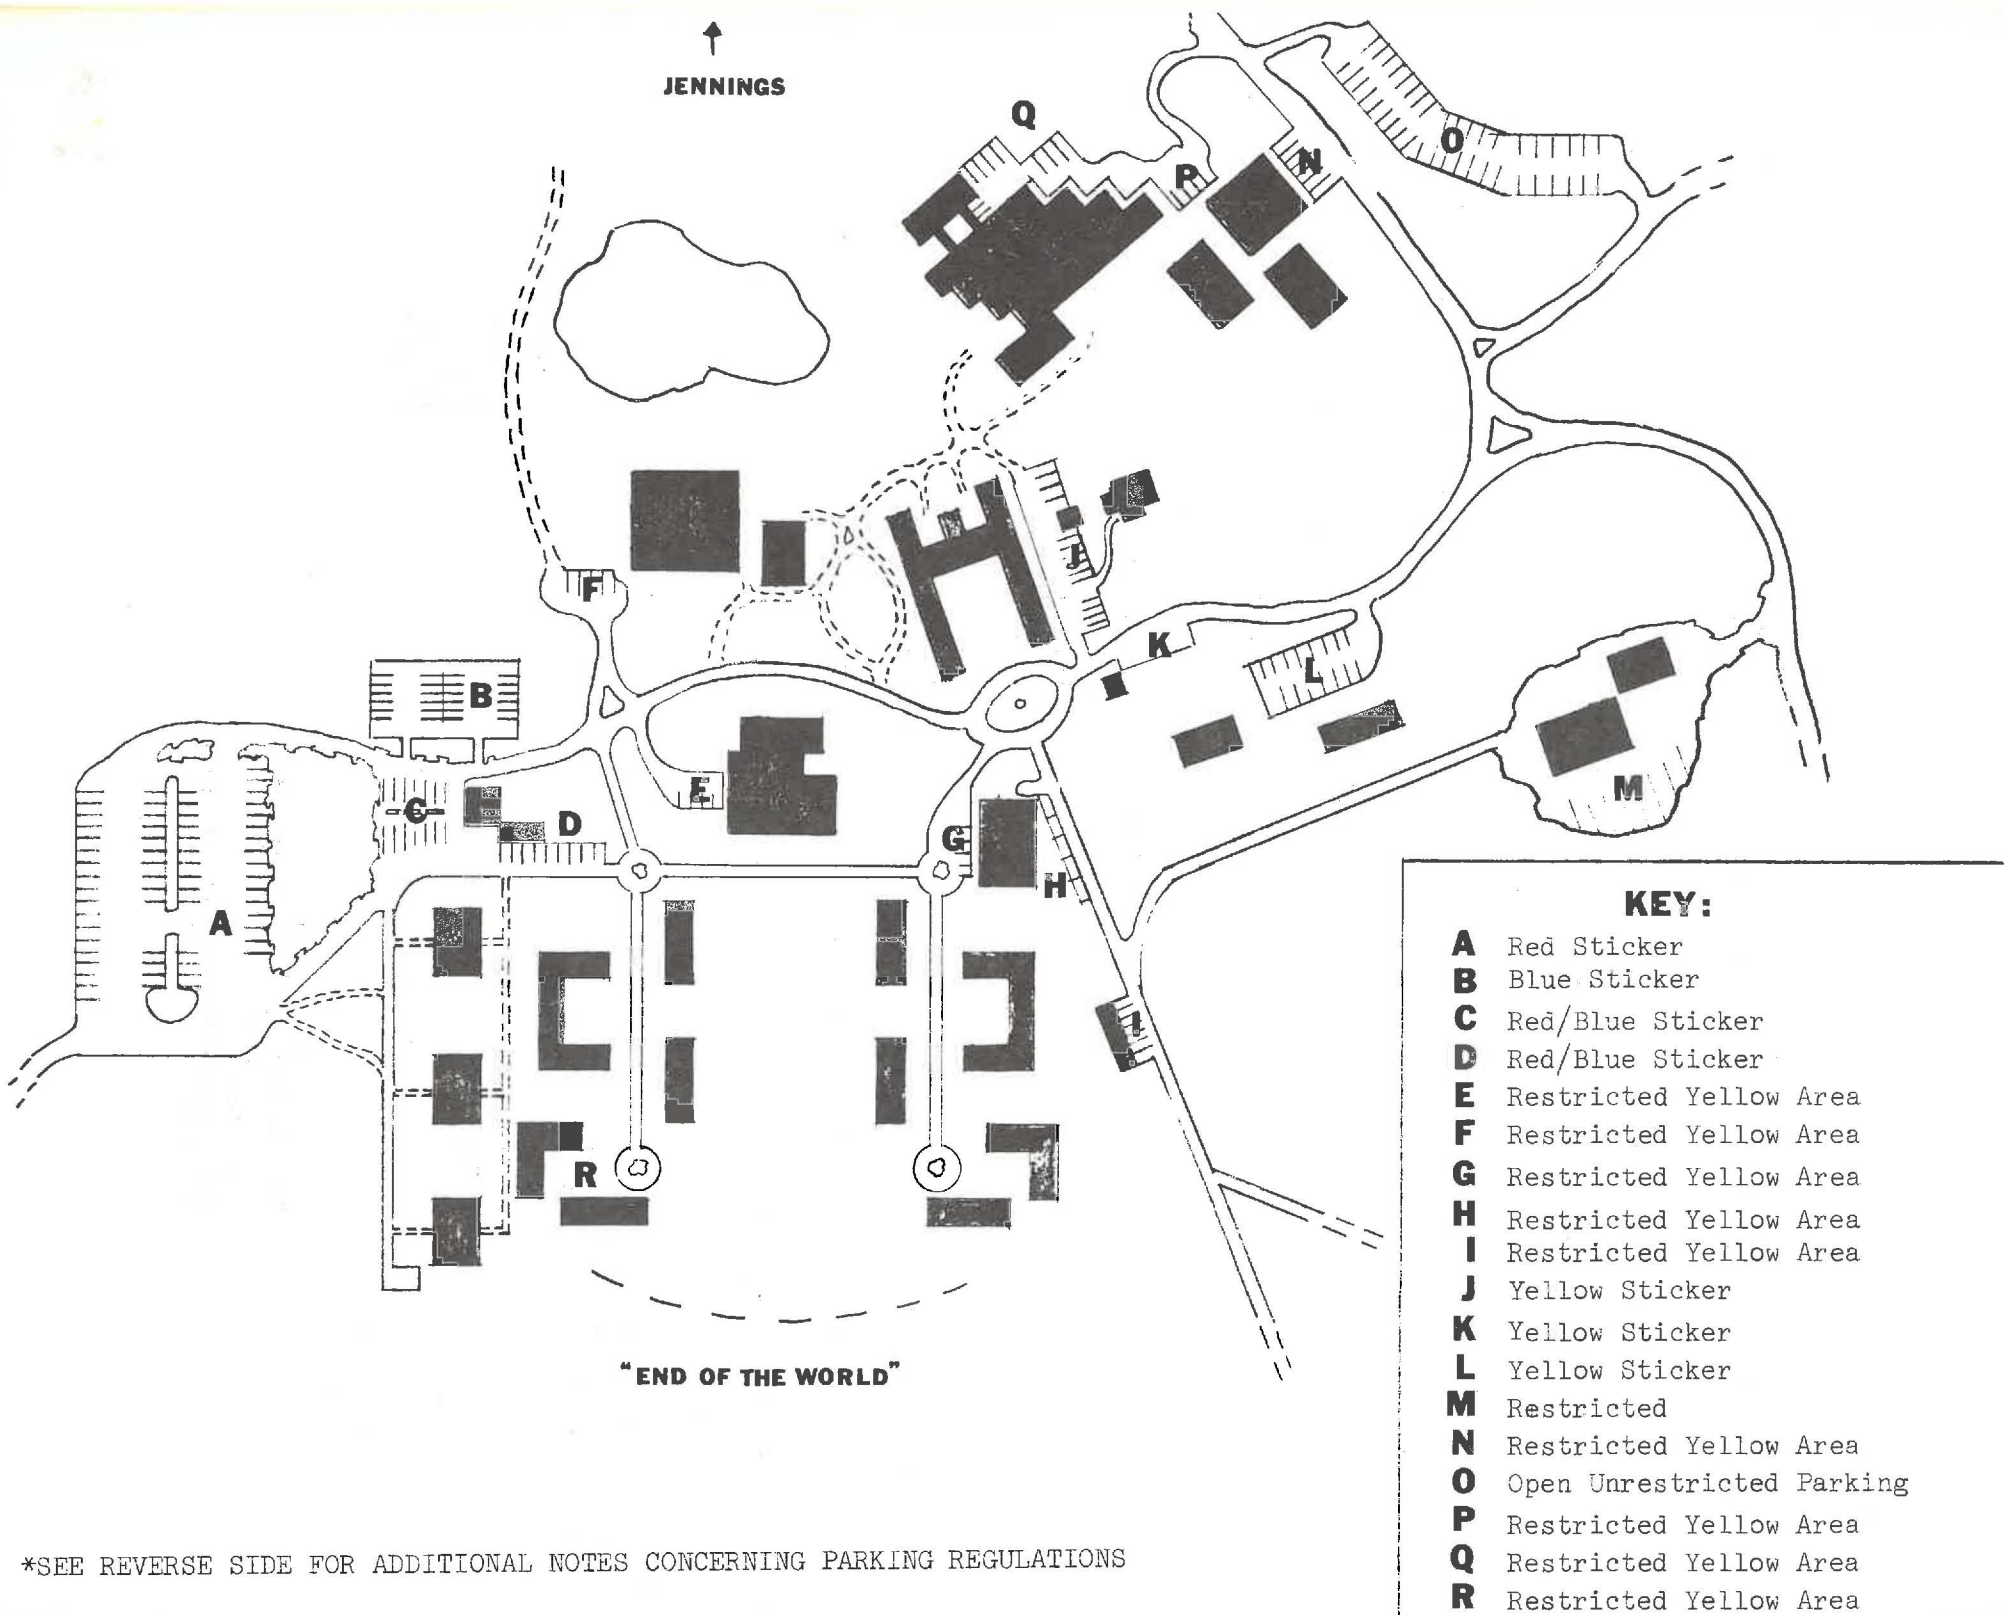 JENNINGS
Q
O
N
P
J
F
K
L
B
E
M
C
D
G
A
H
I
R
"END OF THE WORLD"
*SEE REVERSE SIDE FOR ADDITIONAL NOTES CONCERNING PARKING REGULATIONS
KEY:
A Red Sticker
B Blue Sticker
C Red/Blue Sticker
D Red/Blue Sticker
E Restricted Yellow Area
F Restricted Yellow Area
G Restricted Yellow Area
H Restricted Yellow Area
I Restricted Yellow Area
J Yellow Sticker
K Yellow Sticker
L Yellow Sticker
M Restricted
N Restricted Yellow Area
O Open Unrestricted Parking
P Restricted Yellow Area
Q Restricted Yellow Area
R Restricted Yellow Area